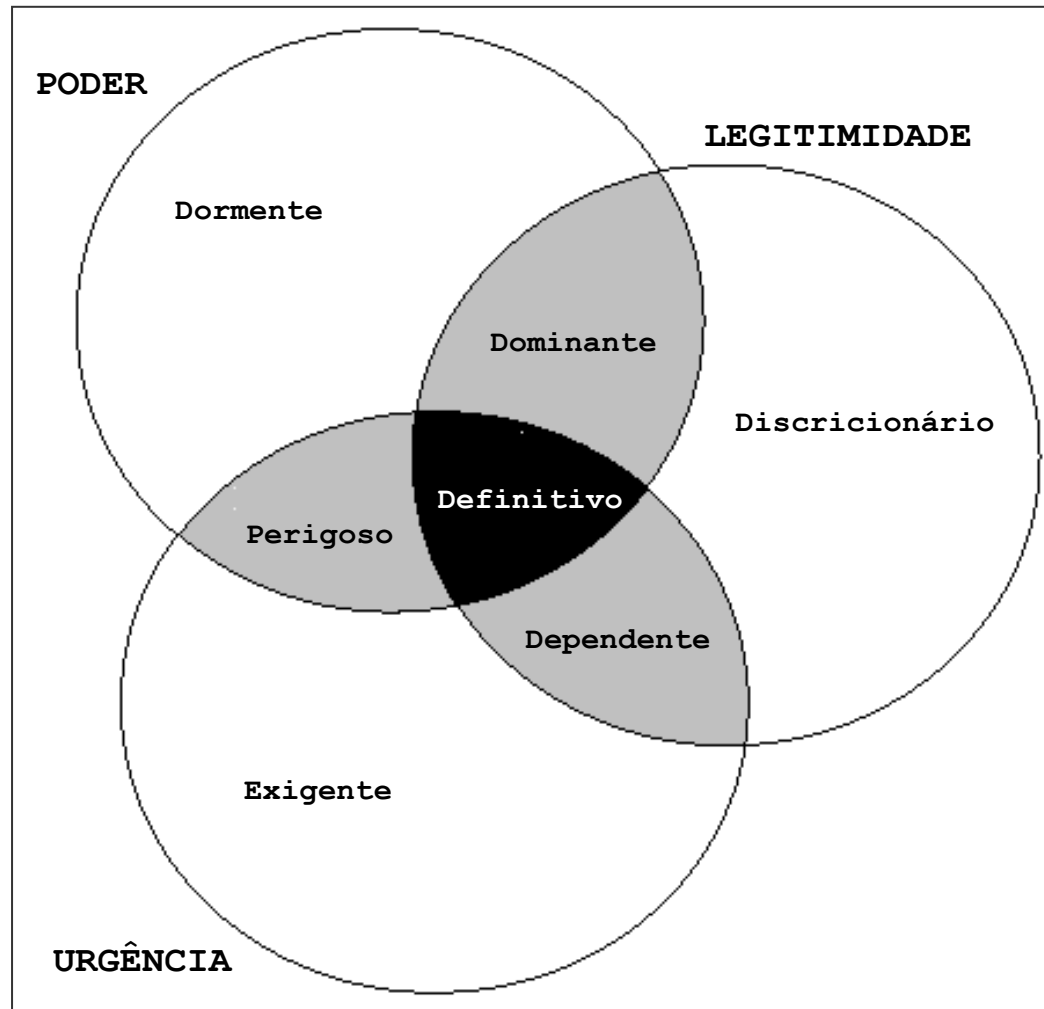 PODER
LEGITIMIDADE
Dormente
Dominante
Discricionário
Definitivo
Perigoso
Dependente
Exigente
URGÊNCIA